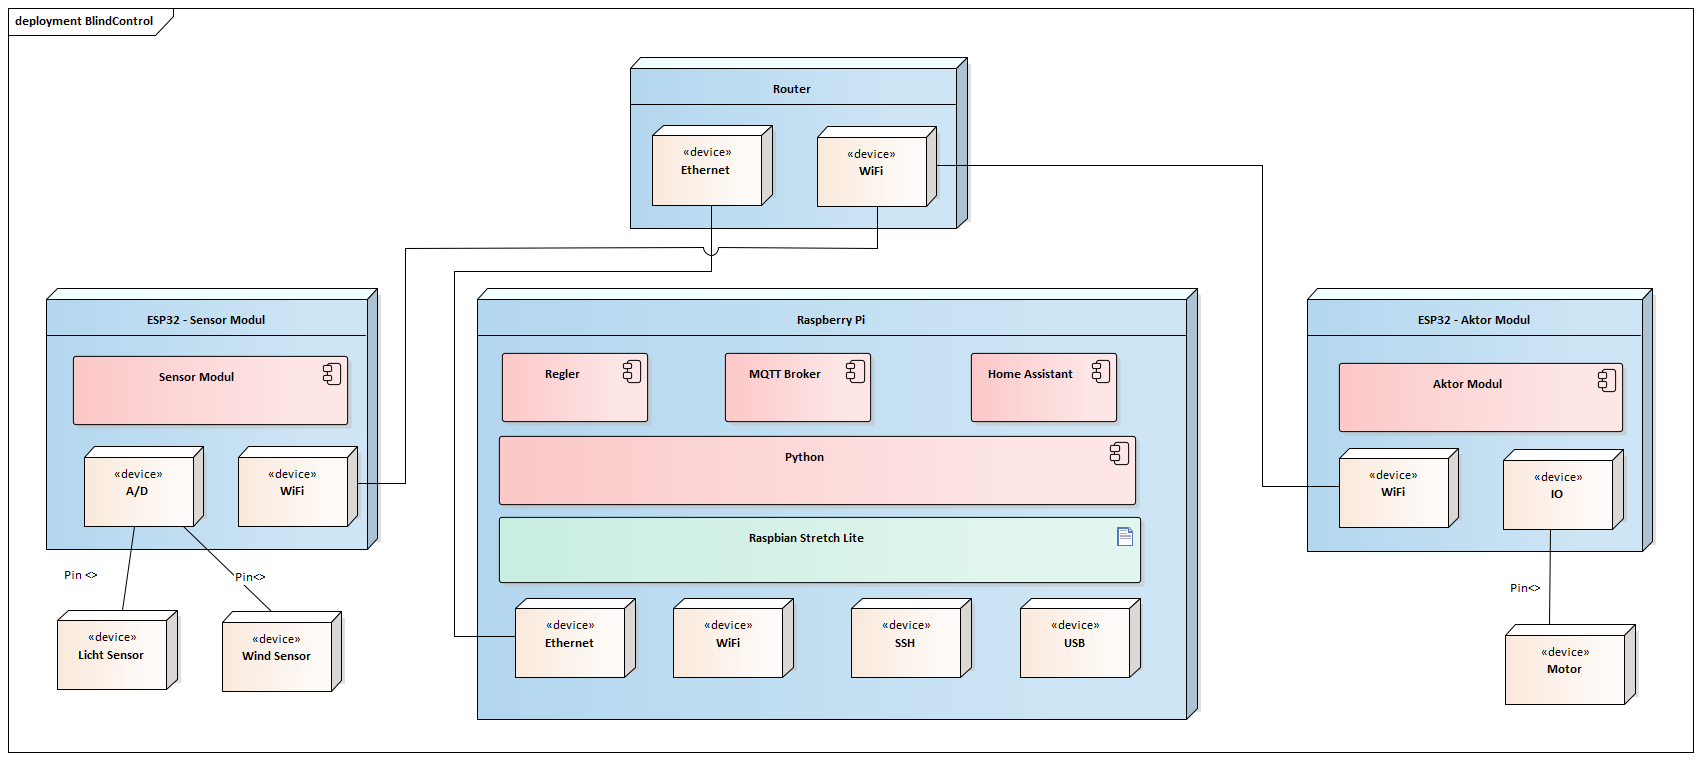 deployment BlindControl
Router
«device»
Ethernet
«device»
WiFi
ESP32 - Sensor Modul
Sensor Modul
«device»
A/D
«device»
WiFi
Pin <>
Pin<>
«device»
Licht Sensor
«device»
Wind Sensor
Raspberry Pi
Regler
MQTT Broker
Home Assistant
Python
Raspbian Stretch Lite
«device»
Ethernet
«device»
WiFi
«device»
SSH
«device»
USB
ESP32 - Aktor Modul
Aktor Modul
«device»
WiFi
«device»
IO
Pin<>
«device»
Motor